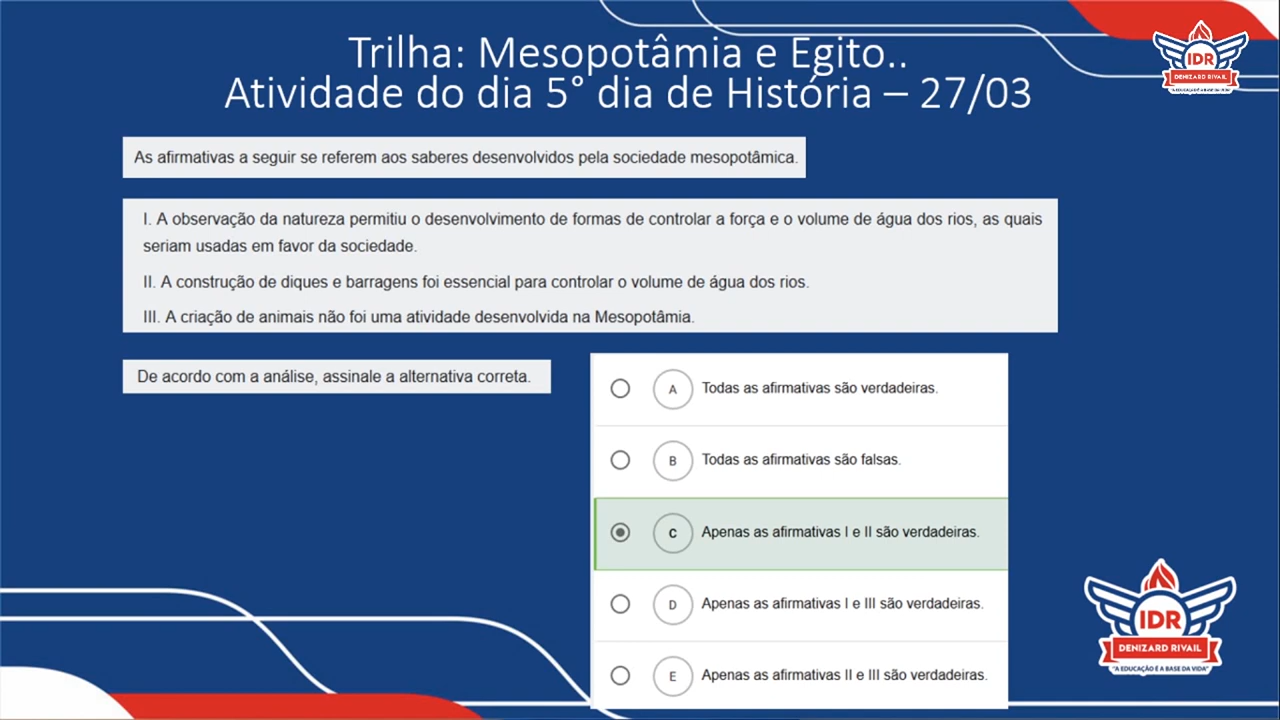 Trilha: Mesopotâmia e Egito..
Atividade do dia 5° dia de História – 27/03
IDR
DENIZARD RIVAIL
"A EDUCAÇÃO É A BASE DA VIDA"
As afirmativas a seguir se referem aos saberes desenvolvidos pela sociedade mesopotâmica.
I. A observação da natureza permitiu o desenvolvimento de formas de controlar a força e o volume de água dos rios, as quais
seriam usadas em favor da sociedade.
II. A construção de diques e barragens foi essencial para controlar o volume de água dos rios.
III. A criação de animais não foi uma atividade desenvolvida na Mesopotâmia.
De acordo com a análise, assinale a alternativa correta.
A Todas as afirmativas são verdadeiras.
B Todas as afirmativas são falsas.
C Apenas as afirmativas I e II são verdadeiras.
D Apenas as afirmativas I e III são verdadeiras.
E Apenas as afirmativas II e III são verdadeiras.
IDR
DENIZARD RIVAIL
"A EDUCAÇÃO É A BASE DA VIDA"